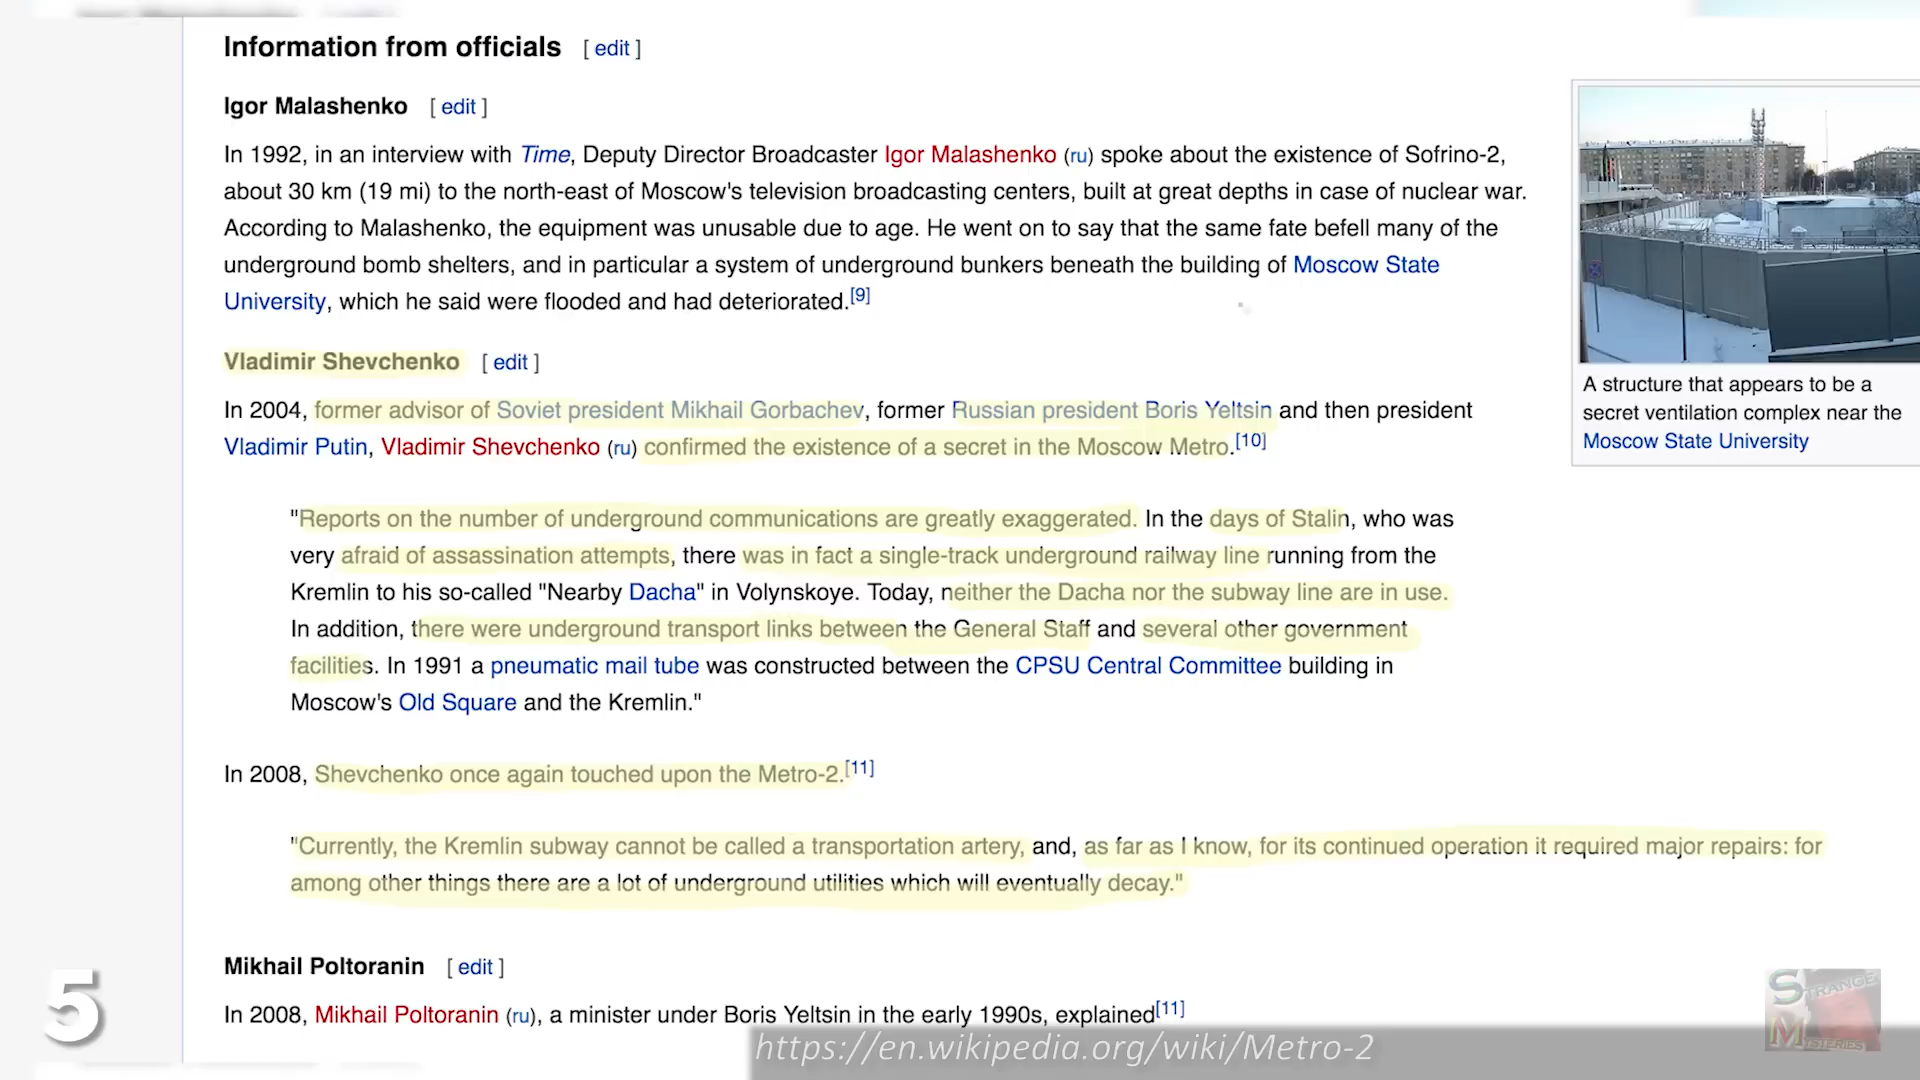 Information from officials [ edit ]
Igor Malashenko [ edit ]
In 1992, in an interview with Time, Deputy Director Broadcaster Igor Malashenko (ru) spoke about the existence of Sofrino-2,
about 30 km (19 mi) to the north-east of Moscow's television broadcasting centers, built at great depths in case of nuclear war.
According to Malashenko, the equipment was unusable due to age. He went on to say that the same fate befell many of the
underground bomb shelters, and in particular a system of underground bunkers beneath the building of Moscow State
University, which he said were flooded and had deteriorated.[9]
A structure that appears to be a
secret ventilation complex near the
Moscow State University
Vladimir Shevchenko [ edit ]
In 2004, former advisor of Soviet president Mikhail Gorbachev, former Russian president Boris Yeltsin and then president
Vladimir Putin, Vladimir Shevchenko (ru) confirmed the existence of a secret in the Moscow Metro.[10]
"Reports on the number of underground communications are greatly exaggerated. In the days of Stalin, who was
very afraid of assassination attempts, there was in fact a single-track underground railway line running from the
Kremlin to his so-called "Nearby Dacha" in Volynskoye. Today, neither the Dacha nor the subway line are in use.
In addition, there were underground transport links between the General Staff and several other government
facilities. In 1991 a pneumatic mail tube was constructed between the CPSU Central Committee building in
Moscow's Old Square and the Kremlin."
In 2008, Shevchenko once again touched upon the Metro-2.[11]
"Currently, the Kremlin subway cannot be called a transportation artery, and, as far as I know, for its continued operation it required major repairs: for
among other things there are a lot of underground utilities which will eventually decay."
Mikhail Poltoranin [ edit ]
In 2008, Mikhail Poltoranin (ru), a minister under Boris Yeltsin in the early 1990s, explained[11]
5
https://en.wikipedia.org/wiki/Metro-2
STRANGE
MYSTERIES